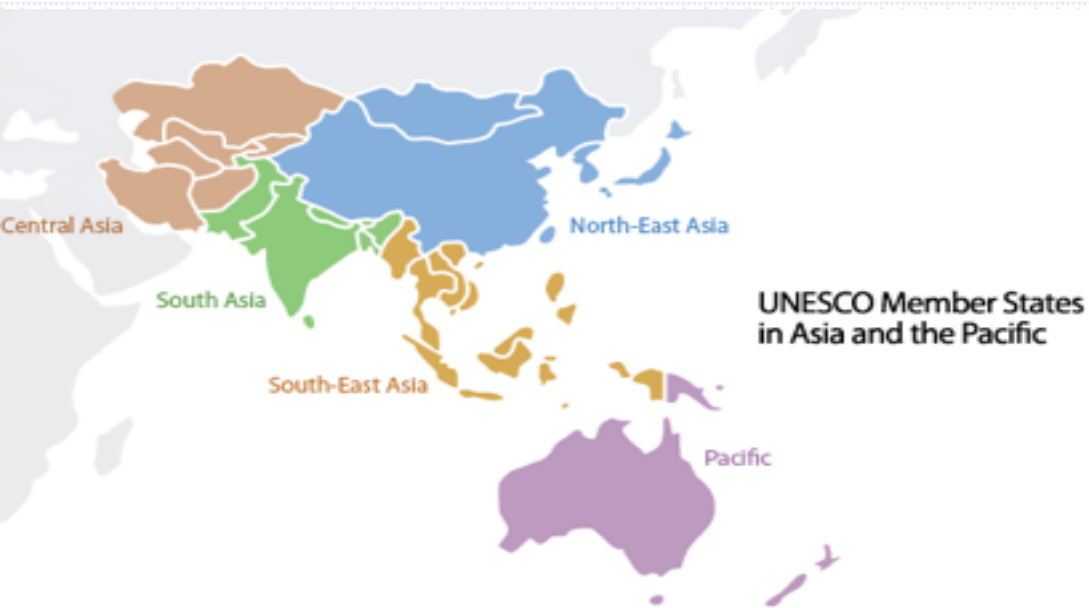 Central Asia
North-East Asia
South Asia
UNESCO Member States
in Asia and the Pacific
South-East Asia
Pacific